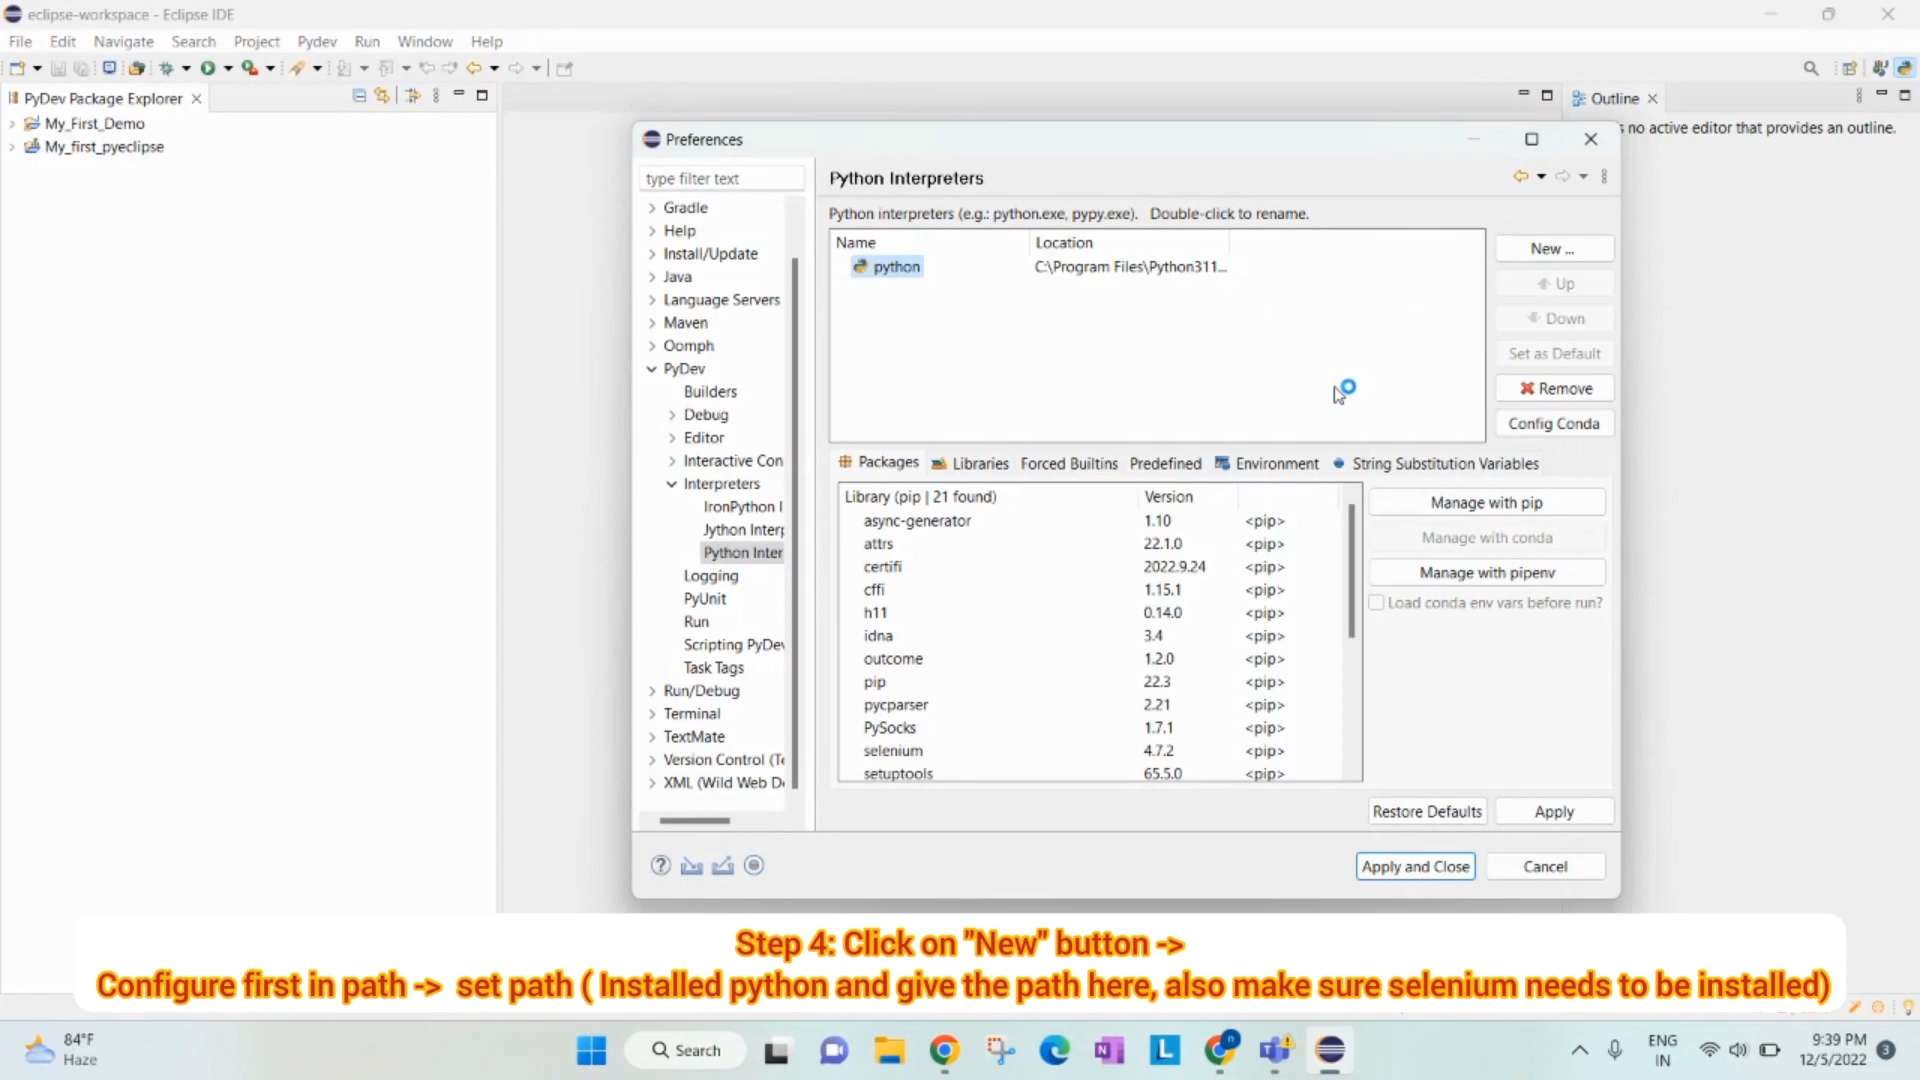 eclipse-workspace - Eclipse IDE
File Edit Navigate Search Project Pydev Run Window Help
PyDev Package Explorer
My_First_Demo
My_first_pyeclipse
Outline
s no active editor that provides an outline.
Preferences
type filter text
Gradle
Help
Install/Update
Java
Language Servers
Maven
Oomph
PyDev
Builders
Debug
Editor
Interactive Con
Interpreters
IronPython I
Jython Interp
Python Inter
Logging
PyUnit
Run
Scripting PyDev
Task Tags
Run/Debug
Terminal
TextMate
Version Control (Te
XML (Wild Web De
Python Interpreters
Python interpreters (e.g.: python.exe, pypy.exe). Double-click to rename.
Name Location
python C:\Program Files\Python311...
New ...
Up
Down
Set as Default
Remove
Config Conda
Packages Libraries Forced Builtins Predefined Environment String Substitution Variables
Library (pip | 21 found) Version
async-generator 1.10 <pip>
attrs 22.1.0 <pip>
certifi 2022.9.24 <pip>
cffi 1.15.1 <pip>
h11 0.14.0 <pip>
idna 3.4 <pip>
outcome 1.2.0 <pip>
pip 22.3 <pip>
pycparser 2.21 <pip>
PySocks 1.7.1 <pip>
selenium 4.7.2 <pip>
setuptools 65.5.0 <pip>
Manage with pip
Manage with conda
Manage with pipenv
Load conda env vars before run?
Restore Defaults Apply
Apply and Close Cancel
Step 4: Click on "New" button ->
Configure first in path -> set path ( Installed python and give the path here, also make sure selenium needs to be installed)
84°F
Haze
Search
ENG
IN
9:39 PM
12/5/2022
3